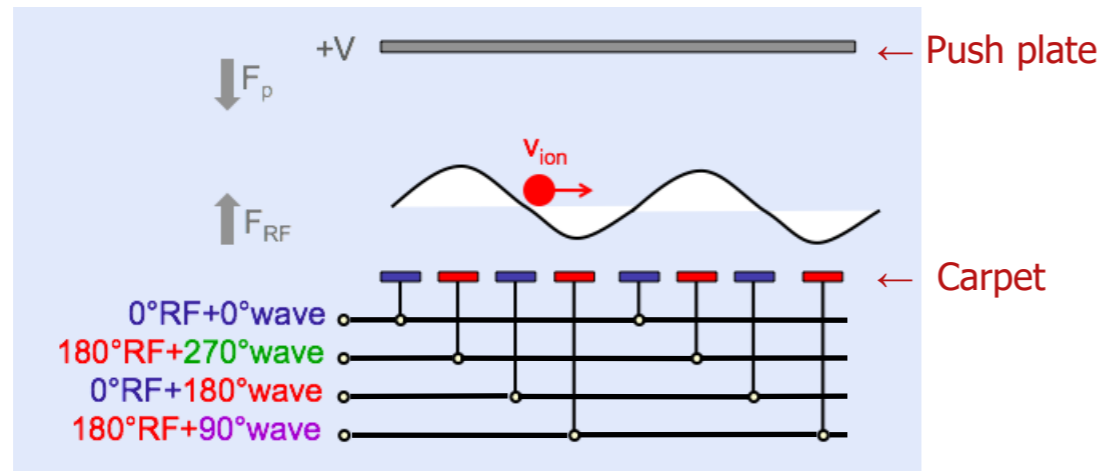 +V
← Push plate
F_p
v_ion
F_RF
← Carpet
0°RF+0°wave
180°RF+270°wave
0°RF+180°wave
180°RF+90°wave